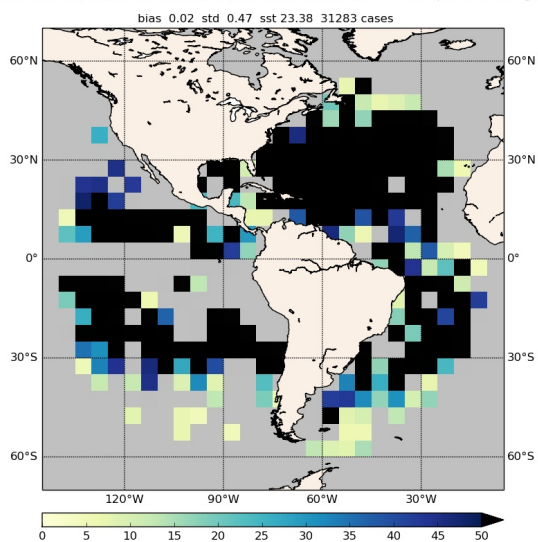 bias 0.02 std 0.47 sst 23.38 31283 cases
60°N 60°N
30°N 30°N
0° 0°
30°S 30°S
60°S 60°S
120°W 90°W 60°W 30°W
0 5 10 15 20 25 30 35 40 45 50